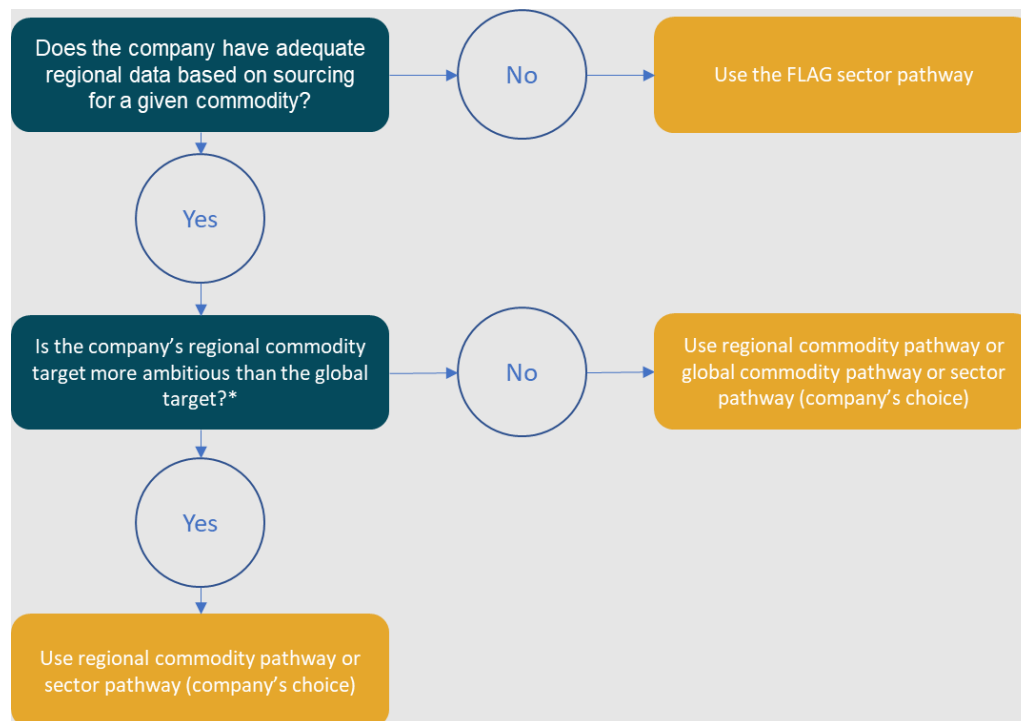 Does the company have adequate
regional data based on sourcing
for a given commodity?
No
Use the FLAG sector pathway
Yes
Is the company’s regional commodity
target more ambitious than the global
target?*
No
Use regional commodity pathway or
global commodity pathway or sector
pathway (company’s choice)
Yes
Use regional commodity pathway or
sector pathway (company’s choice)